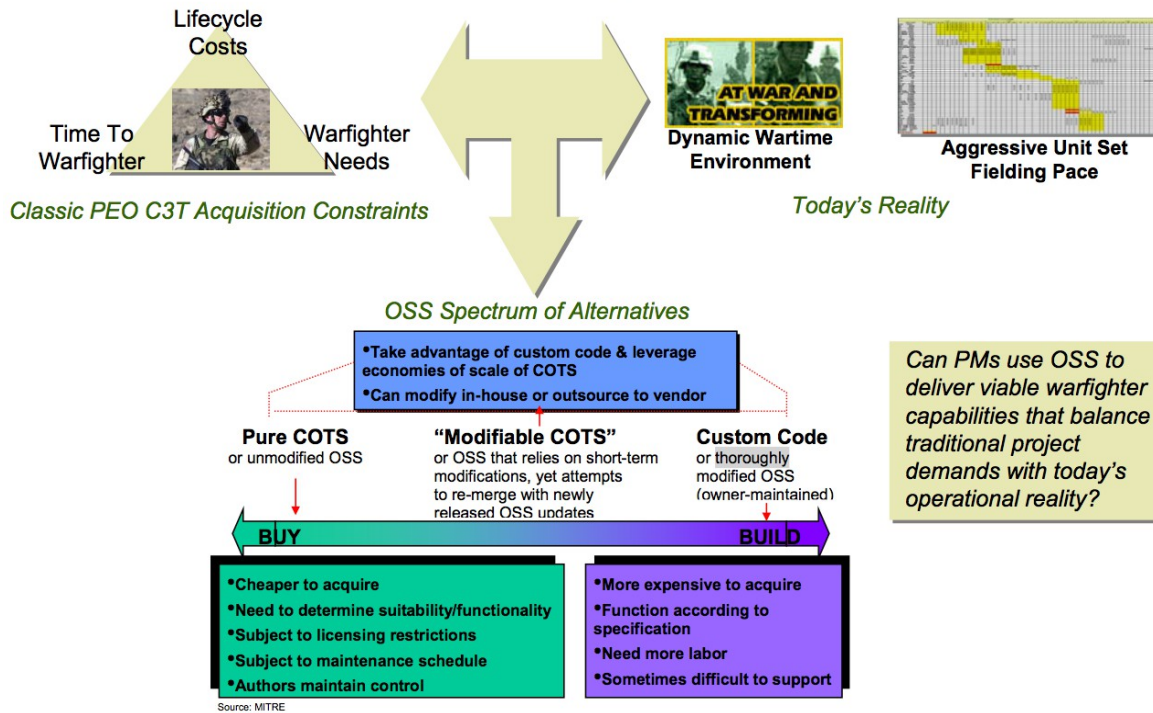 Lifecycle
Costs
Time To
Warfighter
Warfighter
Needs
Classic PEO C3T Acquisition Constraints
AT WAR AND
TRANSFORMING
Dynamic Wartime
Environment
Aggressive Unit Set
Fielding Pace
Today's Reality
OSS Spectrum of Alternatives
•Take advantage of custom code & leverage
economies of scale of COTS
•Can modify in-house or outsource to vendor
Pure COTS
or unmodified OSS
“Modifiable COTS”
or OSS that relies on short-term
modifications, yet attempts
to re-merge with newly
released OSS updates
Custom Code
or thoroughly
modified OSS
(owner-maintained)
Can PMs use OSS to
deliver viable warfighter
capabilities that balance
traditional project
demands with today's
operational reality?
BUY
BUILD
•Cheaper to acquire
•Need to determine suitability/functionality
•Subject to licensing restrictions
•Subject to maintenance schedule
•Authors maintain control
•More expensive to acquire
•Function according to
specification
•Need more labor
•Sometimes difficult to support
Source: MITRE